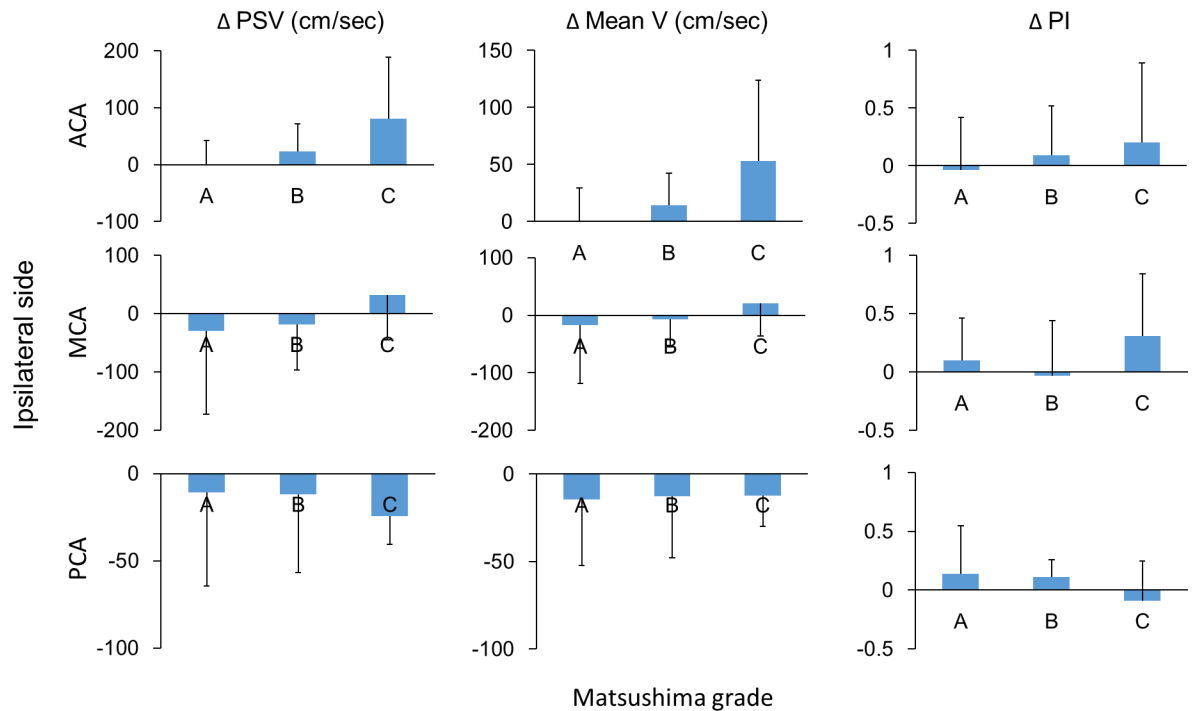 Δ PSV (cm/sec) Δ Mean V (cm/sec) Δ PI
Ipsilateral side
ACA
200
100
0
-100
A B C
150
100
50
0
A B C
1
0.5
0
-0.5
A B C
MCA
100
0
-100
-200
A B C
100
0
-100
-200
A B C
1
0.5
0
-0.5
A B C
PCA
0
-50
-100
A B C
0
-50
-100
A B C
1
0.5
0
-0.5
A B C
Matsushima grade